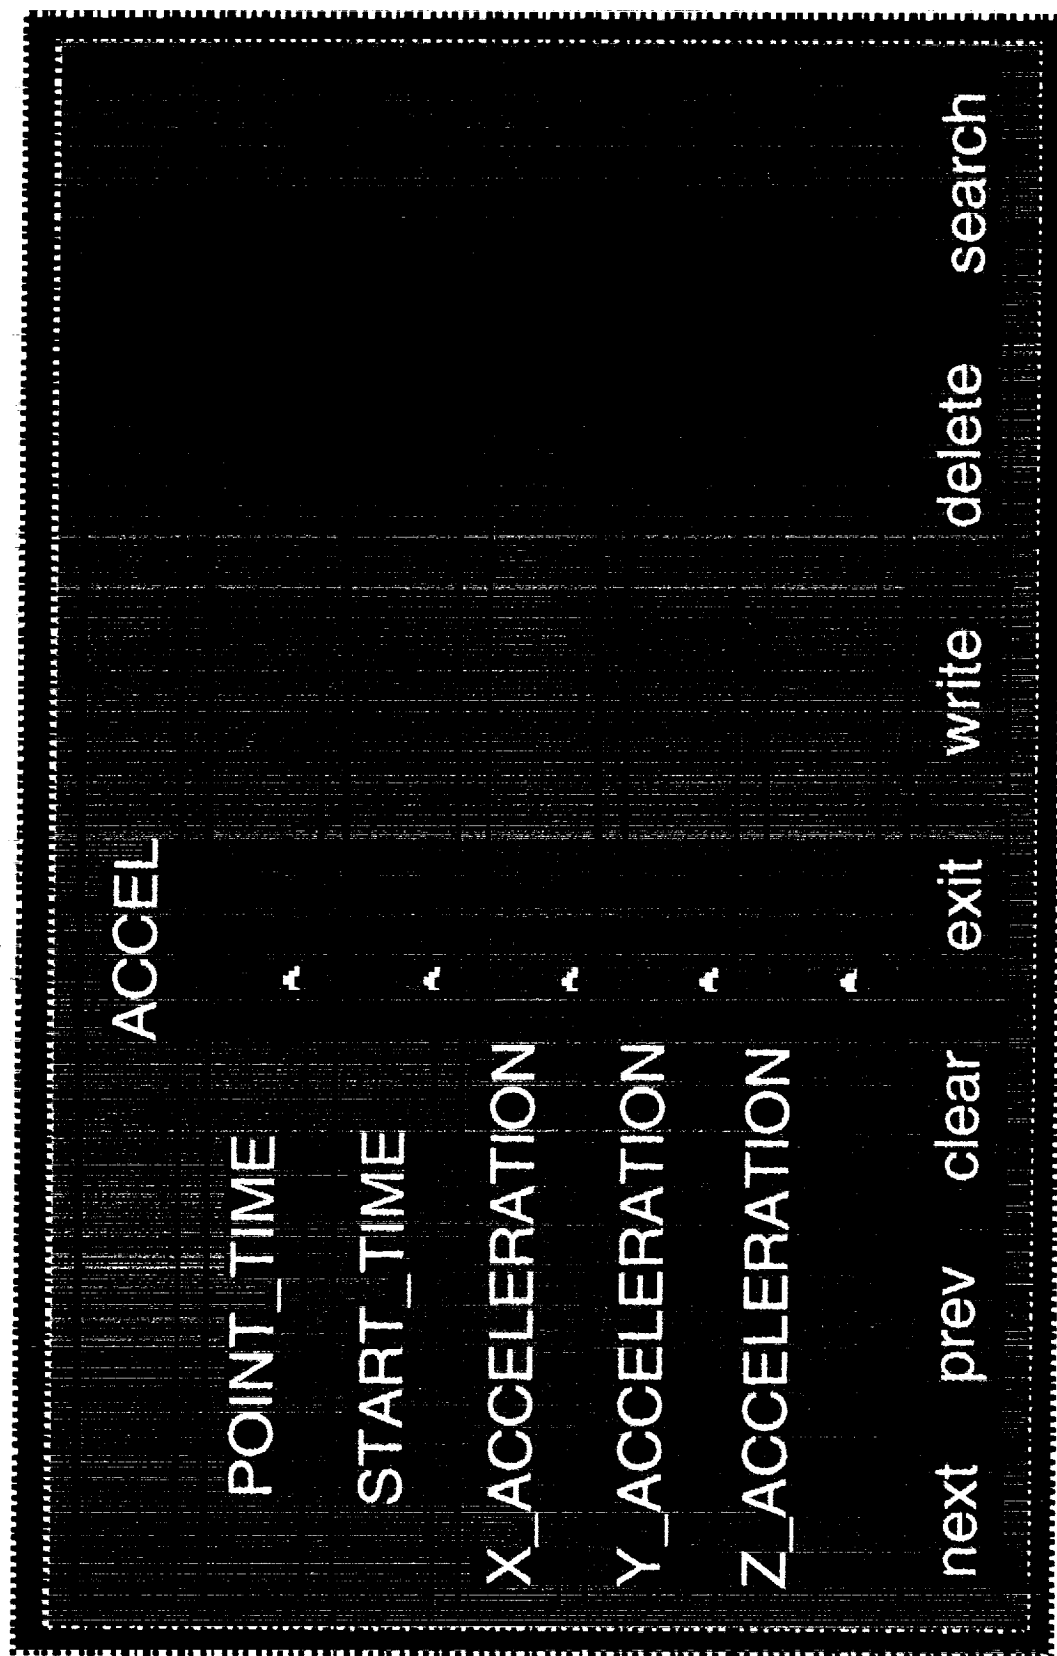 ACCEL
POINT_TIME
START_TIME
X_ACCELERATION
Y_ACCELERATION
Z_ACCELERATION
next prev clear exit write delete search